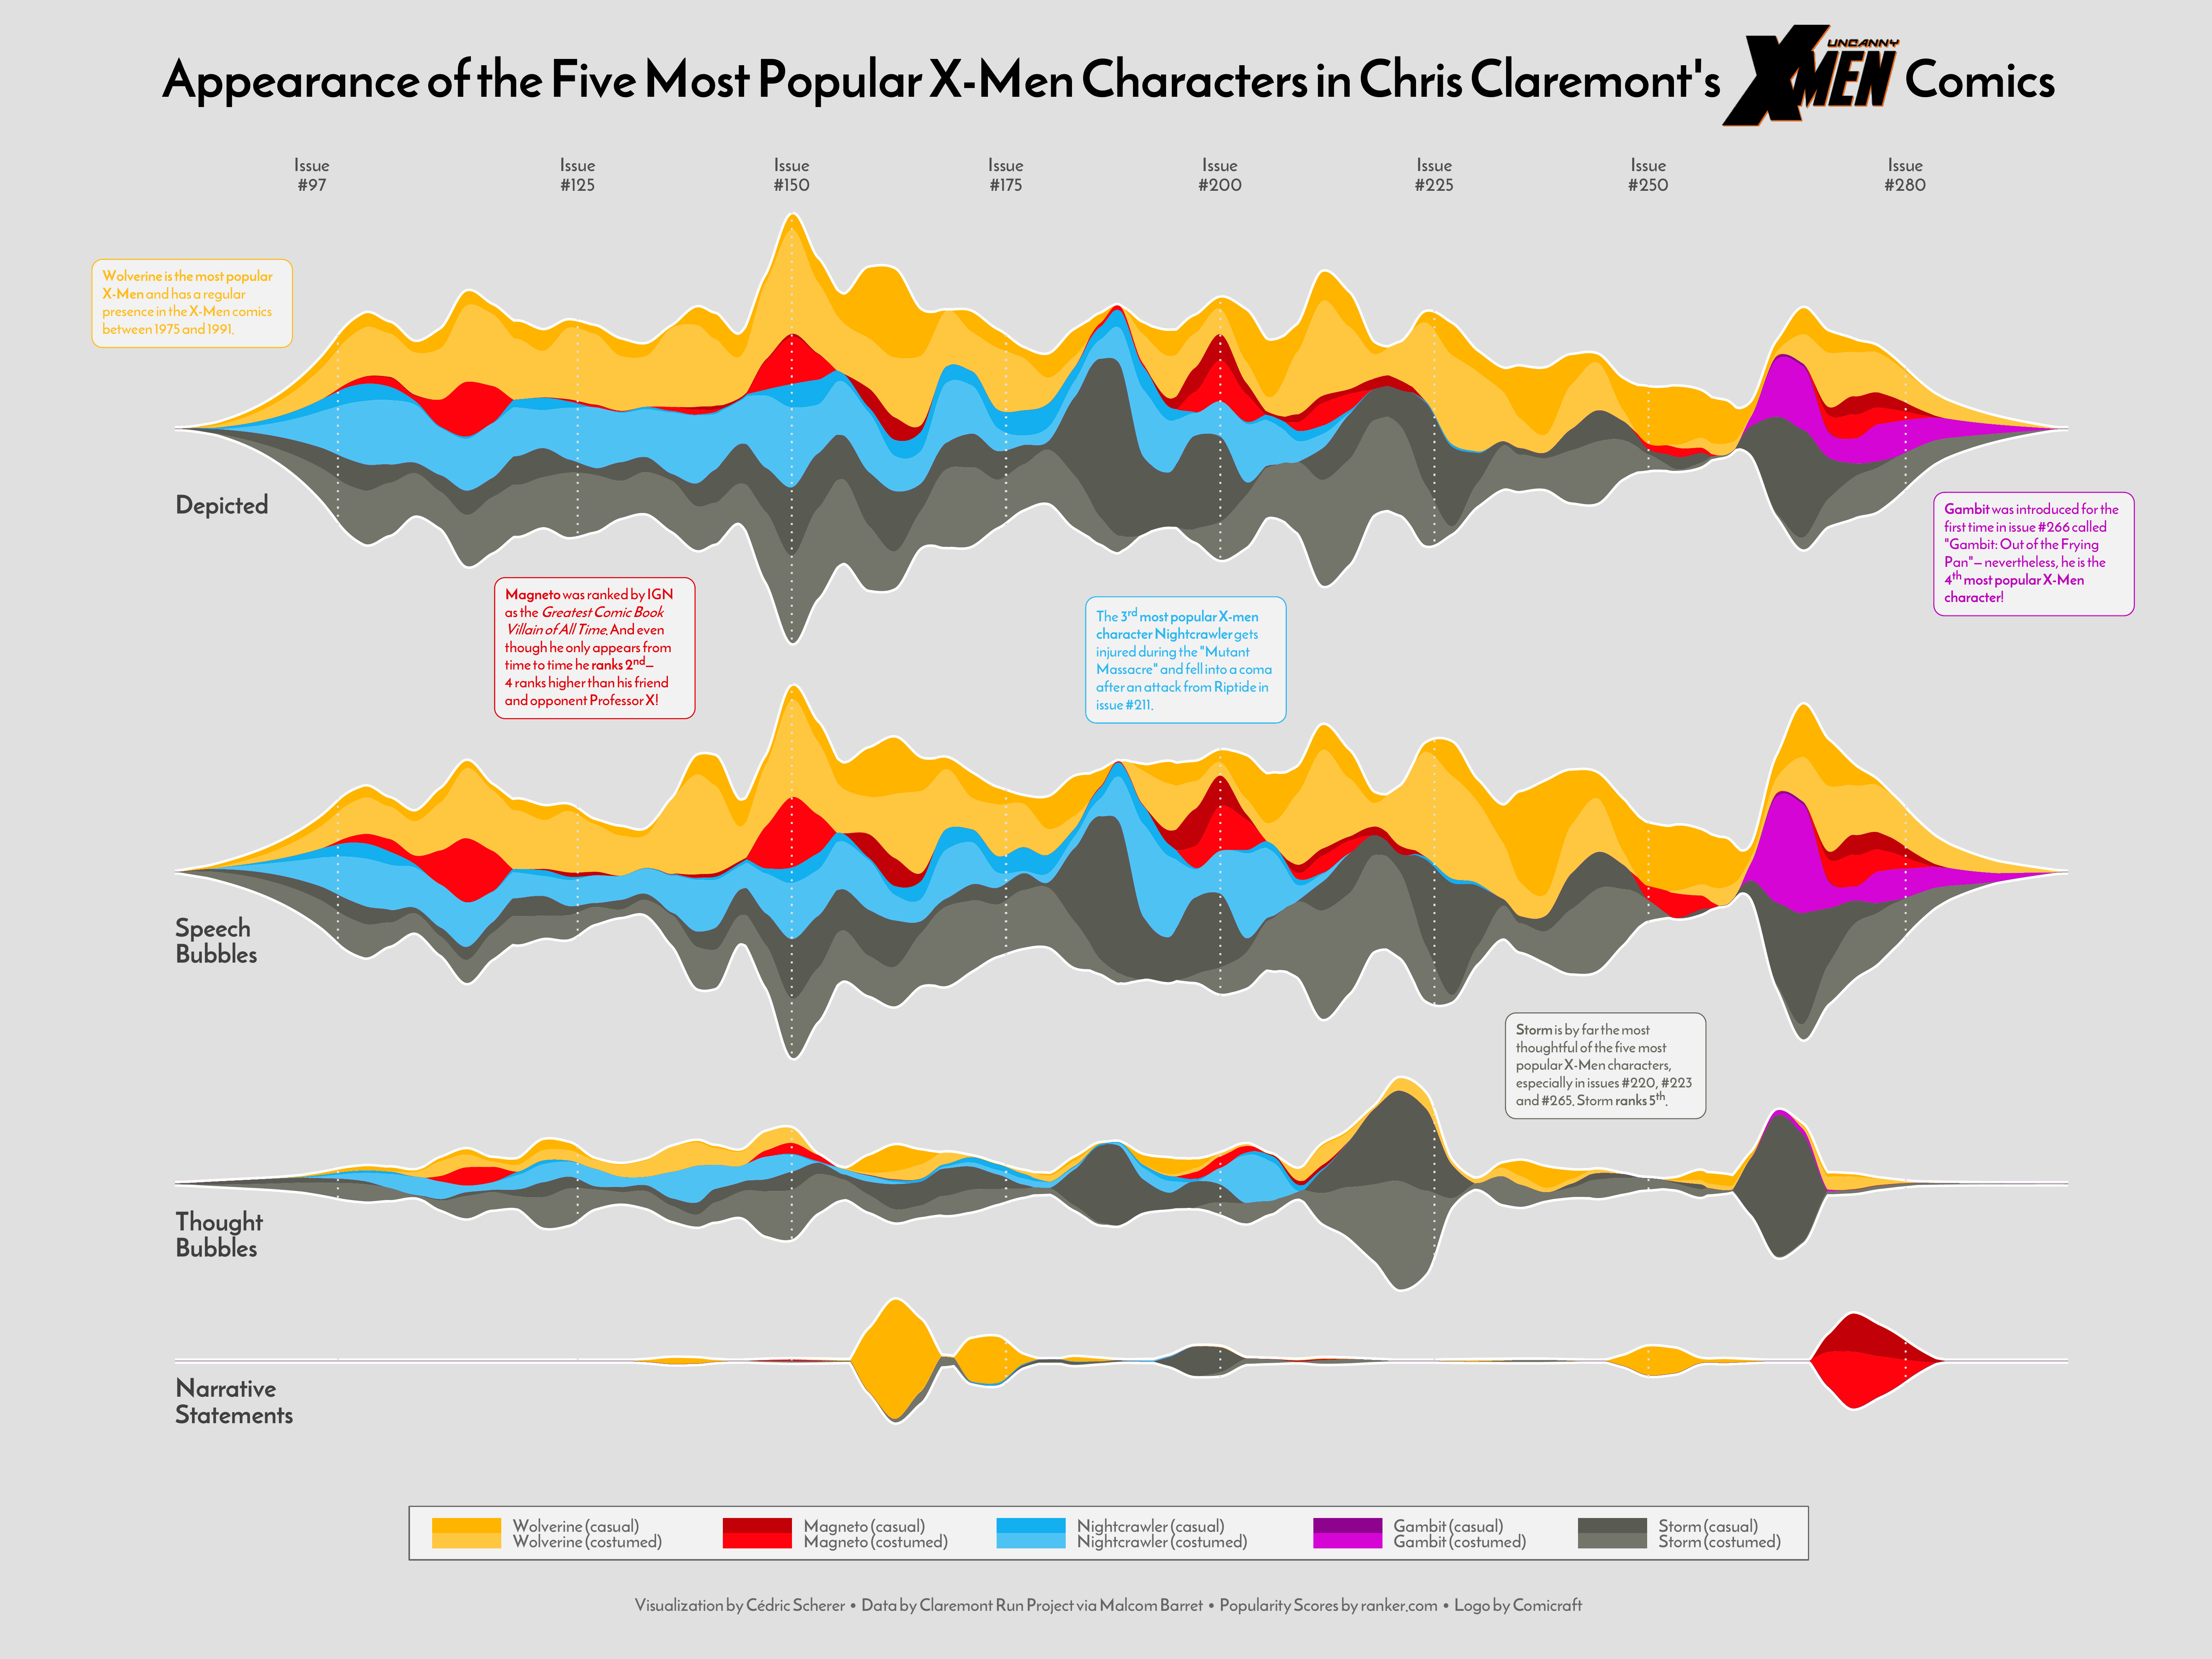 Appearance of the Five Most Popular X-Men Characters in Chris Claremont's UNCANNY X-MEN Comics
Issue #97
Issue #125
Issue #150
Issue #175
Issue #200
Issue #225
Issue #250
Issue #280
Wolverine is the most popular
X-Men and has a regular
presence in the X-Men comics
between 1975 and 1991.
Depicted
Gambit was introduced for the
first time in issue #266 called
"Gambit: Out of the Frying
Pan"– nevertheless, he is the
4th most popular X-Men
character!
Magneto was ranked by IGN
as the Greatest Comic Book
Villain of All Time. And even
though he only appears from
time to time he ranks 2nd–
4 ranks higher than his friend
and opponent Professor X!
The 3rd most popular X-men
character Nightcrawler gets
injured during the "Mutant
Massacre" and fell into a coma
after an attack from Riptide in
issue #211.
Speech
Bubbles
Storm is by far the most
thoughtful of the five most
popular X-Men characters,
especially in issues #220, #223
and #265. Storm ranks 5th.
Thought
Bubbles
Narrative
Statements
Wolverine (casual)
Wolverine (costumed)
Magneto (casual)
Magneto (costumed)
Nightcrawler (casual)
Nightcrawler (costumed)
Gambit (casual)
Gambit (costumed)
Storm (casual)
Storm (costumed)
Visualization by Cédric Scherer • Data by Claremont Run Project via Malcom Barret • Popularity Scores by ranker.com • Logo by Comicraft